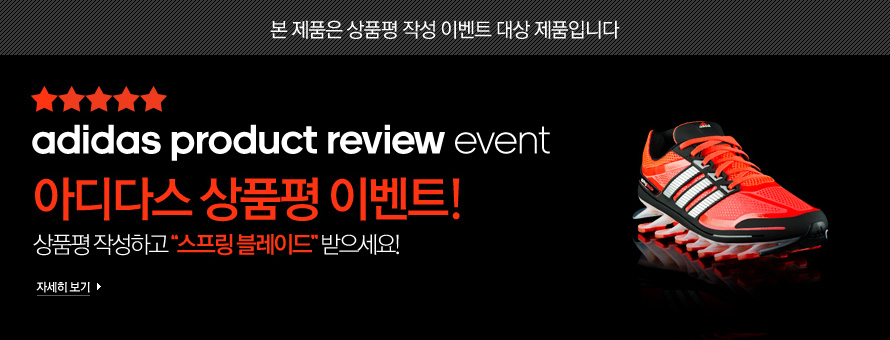 본 제품은 상품평 작성 이벤트 대상 제품입니다
adidas product review event
아디다스 상품평 이벤트!
상품평 작성하고 “스프링 블레이드” 받으세요!
자세히 보기